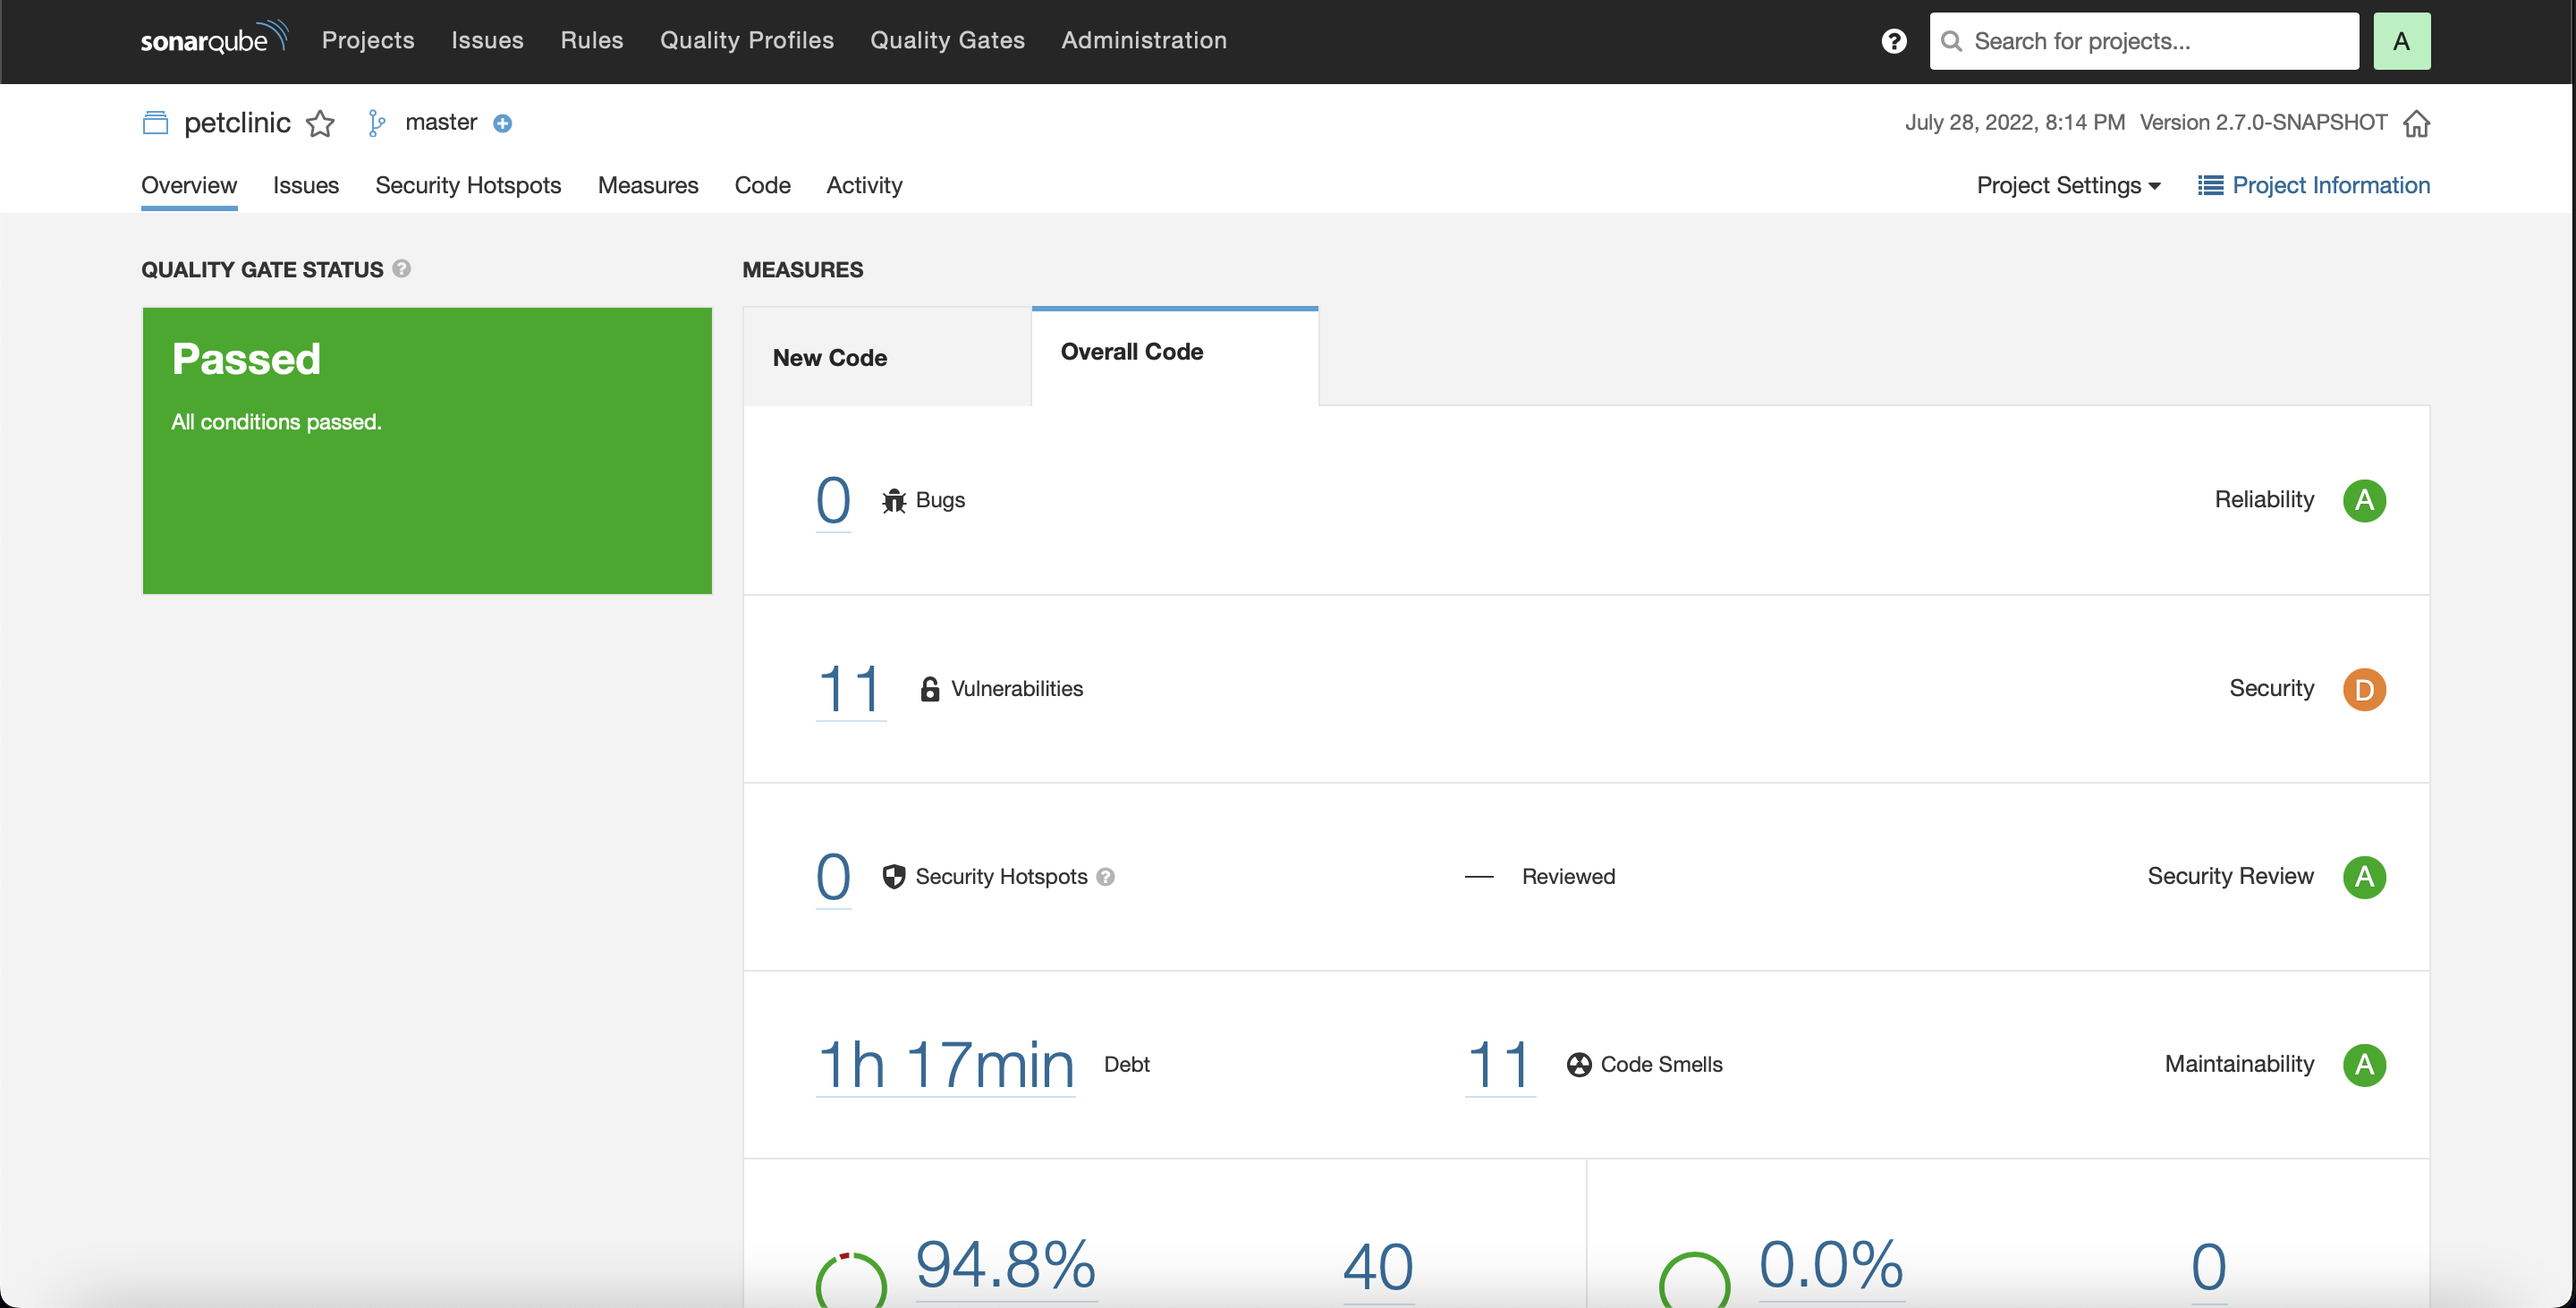 sonarqube Projects Issues Rules Quality Profiles Quality Gates Administration ? Search for projects... A
petclinic master July 28, 2022, 8:14 PM Version 2.7.0-SNAPSHOT
Overview Issues Security Hotspots Measures Code Activity Project Settings Project Information
QUALITY GATE STATUS ?
Passed
All conditions passed.
MEASURES
New Code
Overall Code
0 Bugs Reliability A
11 Vulnerabilities Security D
0 Security Hotspots ? — Reviewed Security Review A
1h 17min Debt 11 Code Smells Maintainability A
94.8% 40 0.0% 0